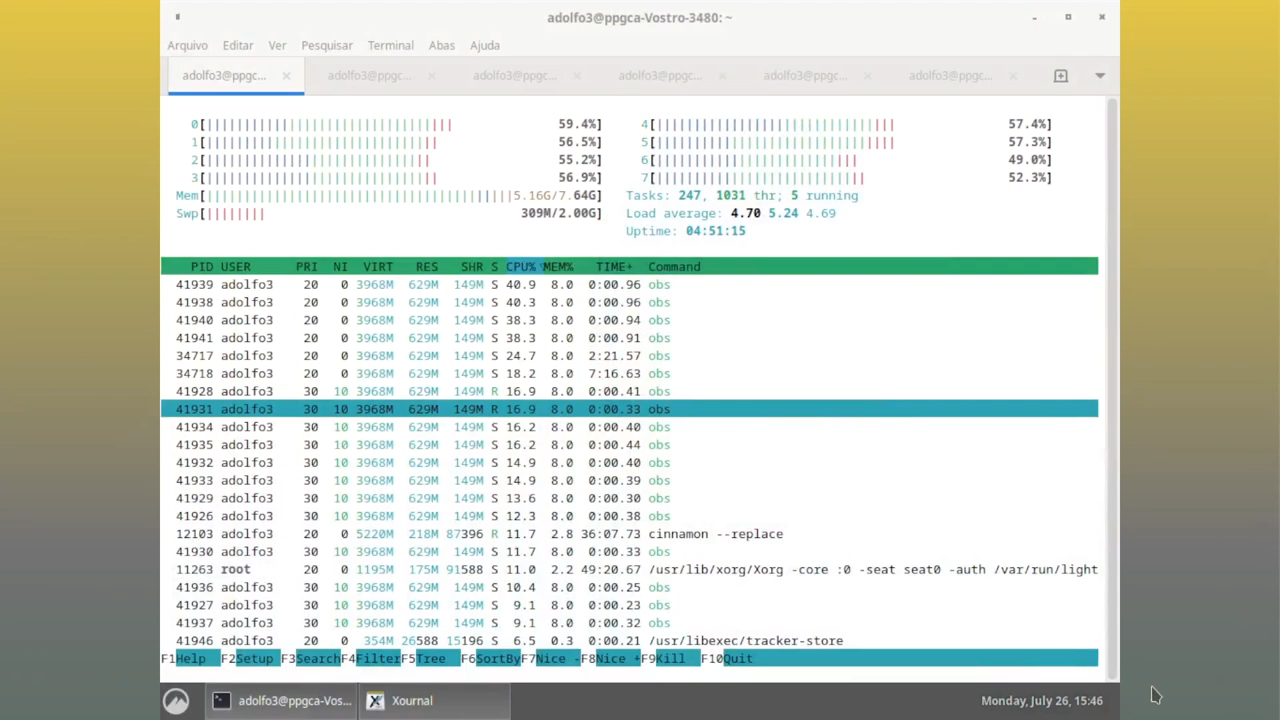 adolfo3@ppgca-Vostro-3480: ~
Arquivo Editar Ver Pesquisar Terminal Abas Ajuda
adolfo3@ppgc... adolfo3@ppgc... adolfo3@ppgc... adolfo3@ppgc... adolfo3@ppgc... adolfo3@ppgc...
0[ 59.4%] 4[ 57.4%]
1[ 56.5%] 5[ 57.3%]
2[ 55.2%] 6[ 49.0%]
3[ 56.9%] 7[ 52.3%]
Mem[ 5.16G/7.64G] Tasks: 247, 1031 thr; 5 running
Swp[ 309M/2.00G] Load average: 4.70 5.24 4.69
Uptime: 04:51:15
PID USER PRI NI VIRT RES SHR S CPU% MEM% TIME+ Command
41939 adolfo3 20 0 3968M 629M 149M S 40.9 8.0 0:00.96 obs
41938 adolfo3 20 0 3968M 629M 149M S 40.3 8.0 0:00.96 obs
41940 adolfo3 20 0 3968M 629M 149M S 38.3 8.0 0:00.94 obs
41941 adolfo3 20 0 3968M 629M 149M S 38.3 8.0 0:00.91 obs
34717 adolfo3 20 0 3968M 629M 149M S 24.7 8.0 2:21.57 obs
34718 adolfo3 20 0 3968M 629M 149M S 18.2 8.0 7:16.63 obs
41928 adolfo3 30 10 3968M 629M 149M R 16.9 8.0 0:00.41 obs
41931 adolfo3 30 10 3968M 629M 149M R 16.9 8.0 0:00.33 obs
41934 adolfo3 30 10 3968M 629M 149M S 16.2 8.0 0:00.40 obs
41935 adolfo3 30 10 3968M 629M 149M S 16.2 8.0 0:00.44 obs
41932 adolfo3 30 10 3968M 629M 149M S 14.9 8.0 0:00.40 obs
41933 adolfo3 30 10 3968M 629M 149M S 14.9 8.0 0:00.39 obs
41929 adolfo3 30 10 3968M 629M 149M S 13.6 8.0 0:00.30 obs
41926 adolfo3 30 10 3968M 629M 149M S 12.3 8.0 0:00.38 obs
12103 adolfo3 20 0 5220M 218M 87396 R 11.7 2.8 36:07.73 cinnamon --replace
41930 adolfo3 30 10 3968M 629M 149M S 11.7 8.0 0:00.33 obs
11263 root 20 0 1195M 175M 91588 S 11.0 2.2 49:20.67 /usr/lib/xorg/Xorg -core :0 -seat seat0 -auth /var/run/light
41936 adolfo3 30 10 3968M 629M 149M S 10.4 8.0 0:00.25 obs
41927 adolfo3 30 10 3968M 629M 149M S 9.1 8.0 0:00.23 obs
41937 adolfo3 30 10 3968M 629M 149M S 9.1 8.0 0:00.32 obs
41946 adolfo3 20 0 354M 26588 15196 S 6.5 0.3 0:00.21 /usr/libexec/tracker-store
F1Help F2Setup F3SearchF4FilterF5Tree F6SortByF7Nice -F8Nice +F9Kill F10Quit
adolfo3@ppgca-Vos... Xournal Monday, July 26, 15:46